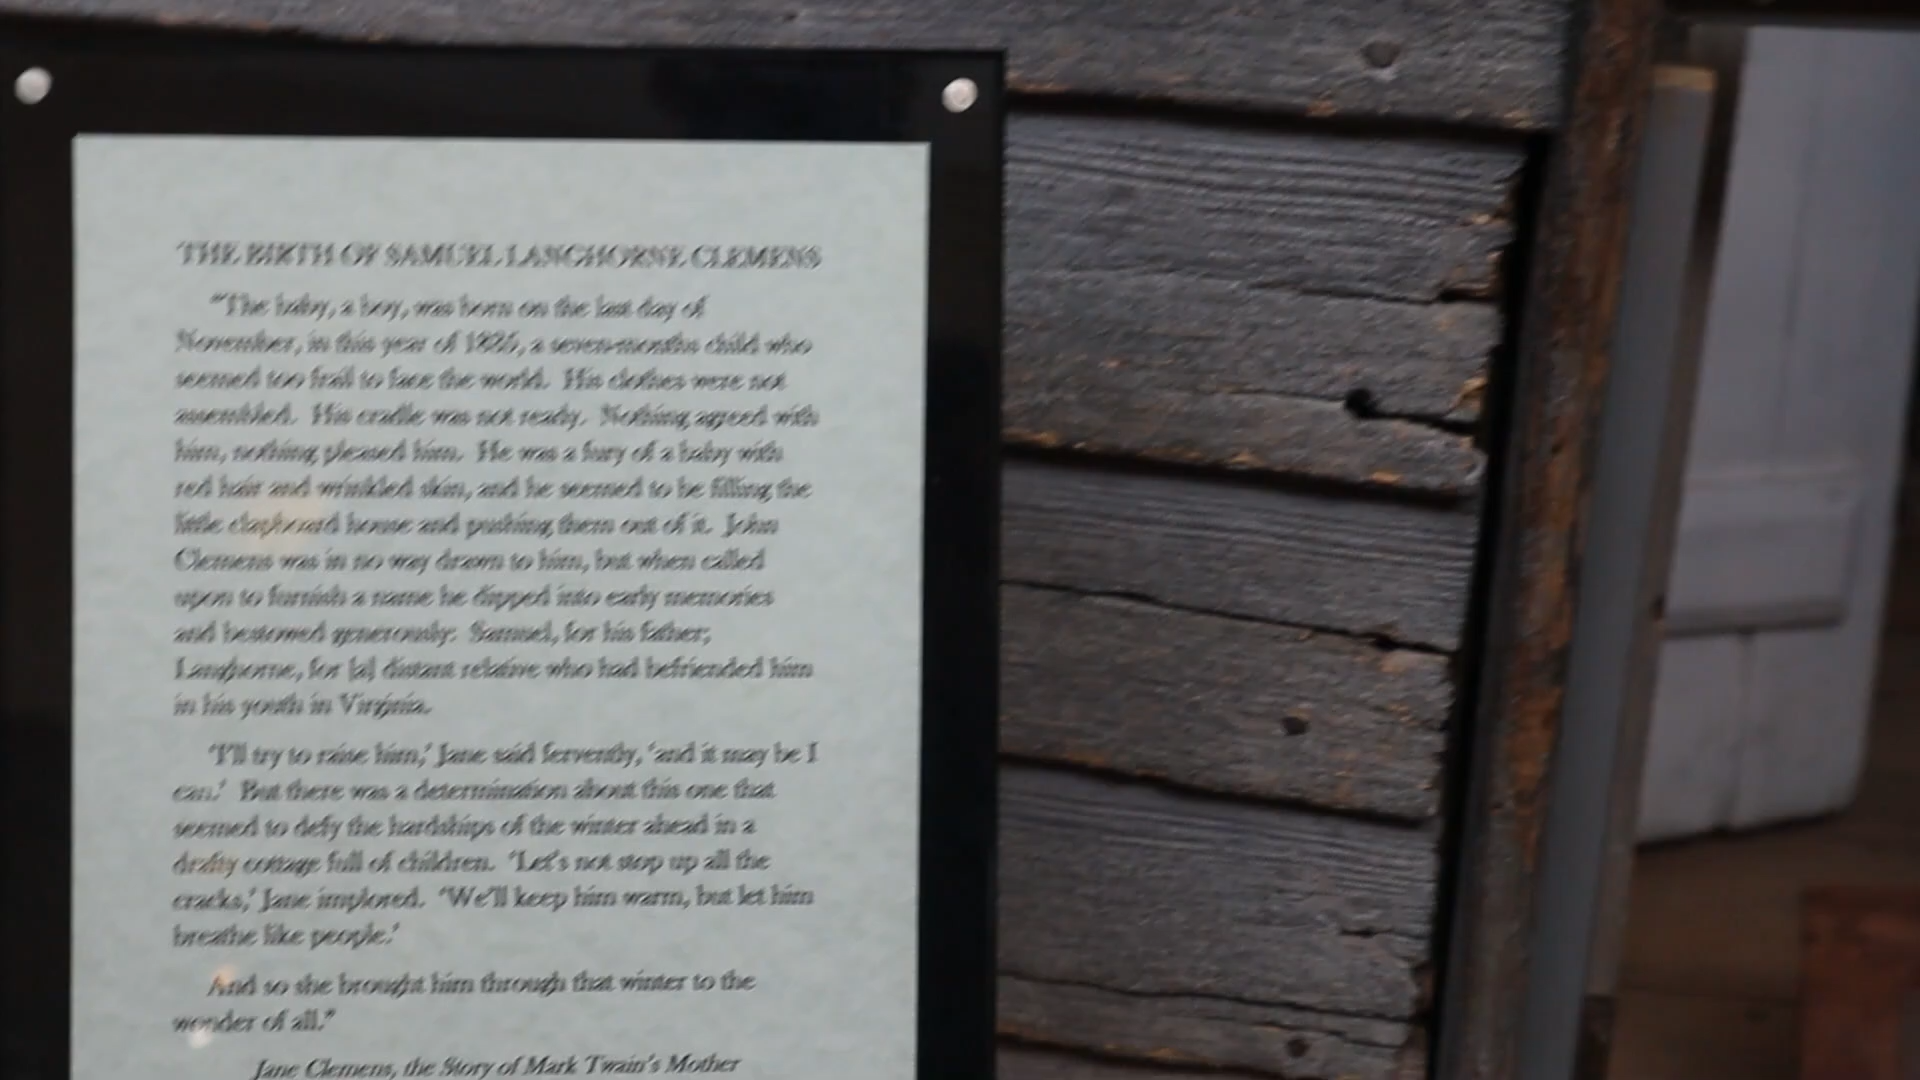 THE BIRTH OF SAMUEL LANGHORNE CLEMENS
"The baby, a boy, was born on the last day of
November, in this year of 1835, a seven-months child who
seemed too frail to face the world. His clothes were not
assembled. His cradle was not ready. Nothing agreed with
him, nothing pleased him. He was a fury of a baby with
red hair and wrinkled skin, and he seemed to be filling the
little clapboard house and pushing them out of it. John
Clemens was in no way drawn to him, but when called
upon to furnish a name he dipped into early memories
and bestowed generously: Samuel, for his father;
Langhorne, for [a] distant relative who had befriended him
in his youth in Virginia.
'I'll try to raise him,' Jane said fervently, 'and it may be I
can.' But there was a determination about this one that
seemed to defy the hardships of the winter ahead in a
drafty cottage full of children. 'Let's not stop up all the
cracks,' Jane implored. 'We'll keep him warm, but let him
breathe like people.'
And so she brought him through that winter to the
wonder of all."
Jane Clemens, the Story of Mark Twain's Mother